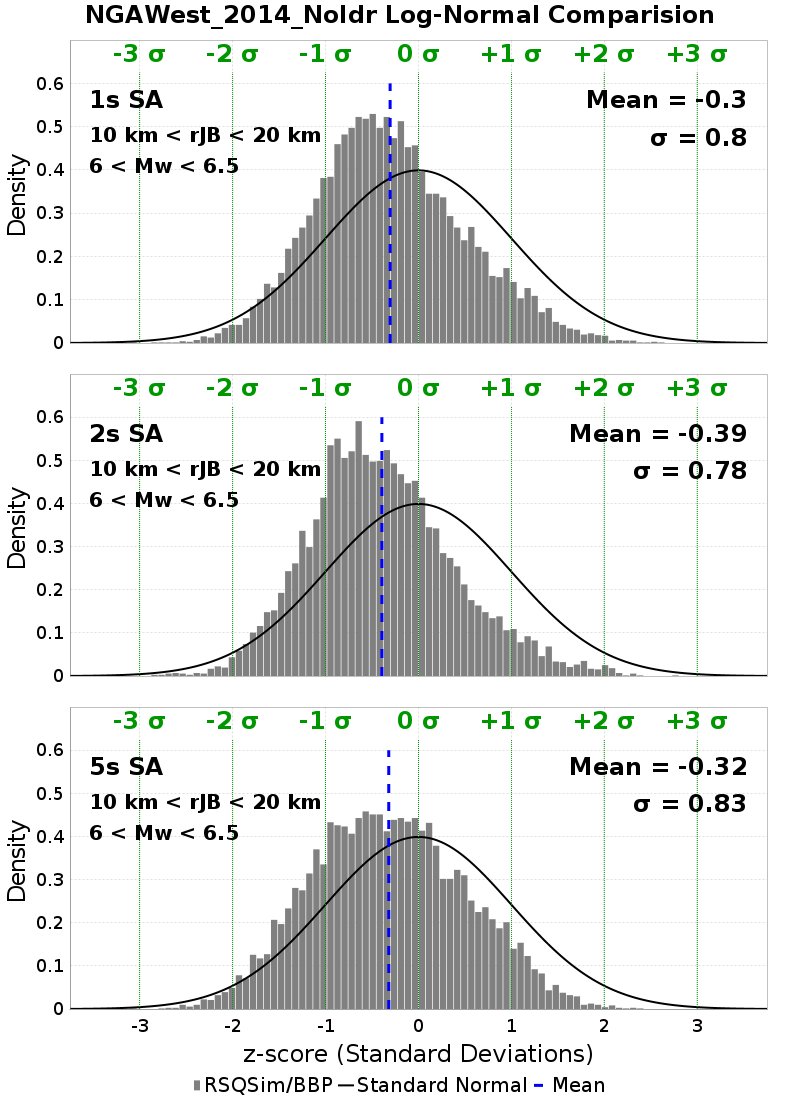 NGAWest_2014_NoIdr Log-Normal Comparision
-3 σ -2 σ -1 σ 0 σ +1 σ +2 σ +3 σ
0.6
1s SA Mean = -0.3
0.5
10 km < rJB < 20 km σ = 0.8
6 < Mw < 6.5
0.4
Density
0.3
0.2
0.1
0
-3 σ -2 σ -1 σ 0 σ +1 σ +2 σ +3 σ
0.6
2s SA Mean = -0.39
0.5
10 km < rJB < 20 km σ = 0.78
6 < Mw < 6.5
0.4
Density
0.3
0.2
0.1
0
-3 σ -2 σ -1 σ 0 σ +1 σ +2 σ +3 σ
0.6
5s SA Mean = -0.32
0.5
10 km < rJB < 20 km σ = 0.83
6 < Mw < 6.5
0.4
Density
0.3
0.2
0.1
0
-3 -2 -1 0 1 2 3
z-score (Standard Deviations)
RSQSim/BBP Standard Normal Mean